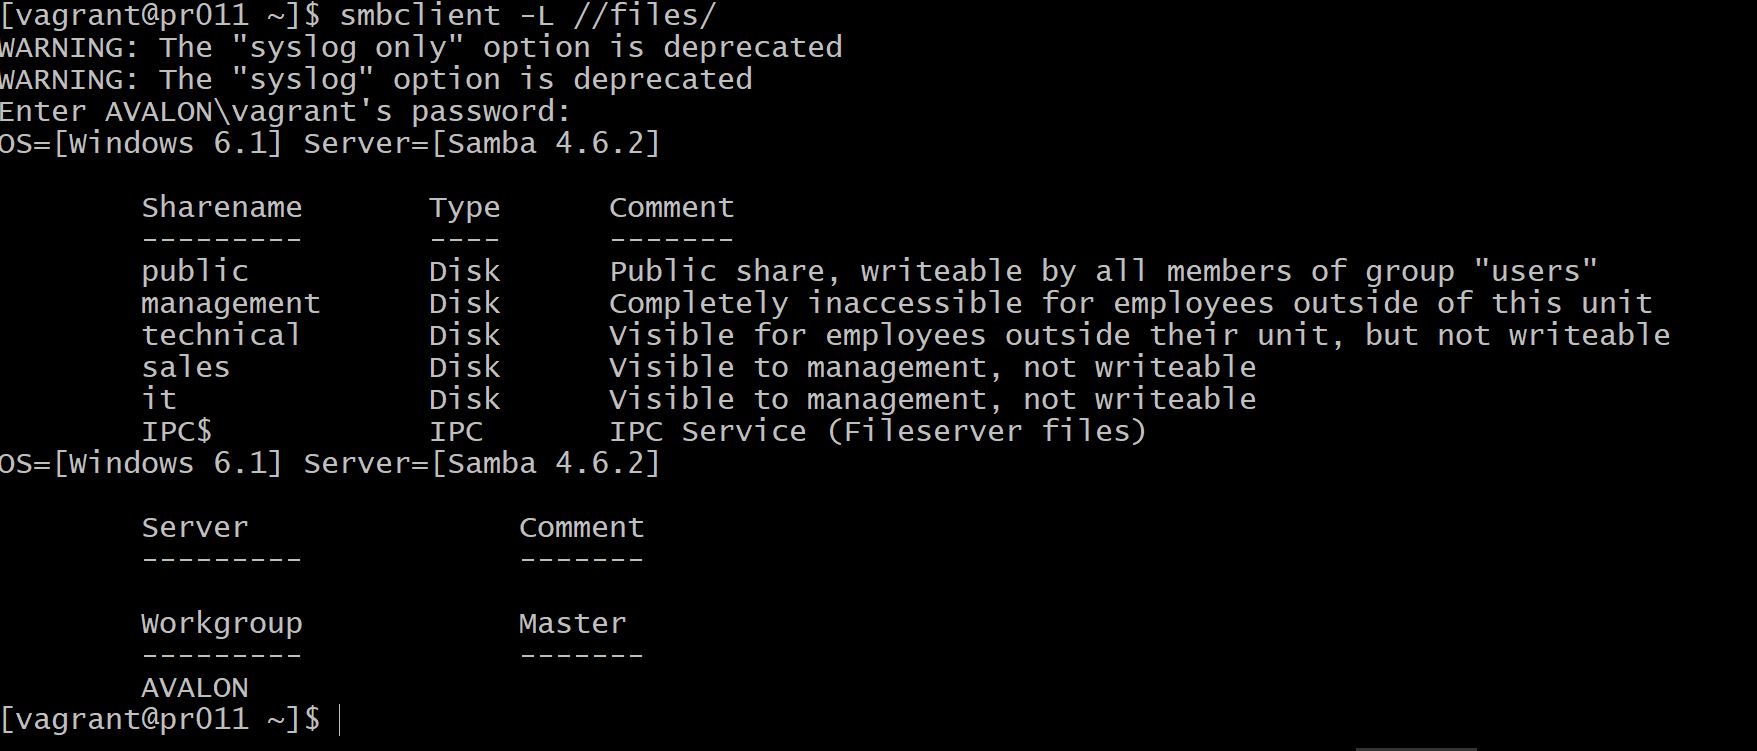 [vagrant@pr011 ~]$ smbclient -L //files/
WARNING: The "syslog only" option is deprecated
WARNING: The "syslog" option is deprecated
Enter AVALON\vagrant's password:
OS=[Windows 6.1] Server=[Samba 4.6.2]
Sharename Type Comment
--------- ---- -------
public Disk Public share, writeable by all members of group "users"
management Disk Completely inaccessible for employees outside of this unit
technical Disk Visible for employees outside their unit, but not writeable
sales Disk Visible to management, not writeable
it Disk Visible to management, not writeable
IPC$ IPC IPC Service (Fileserver files)
OS=[Windows 6.1] Server=[Samba 4.6.2]
Server Comment
--------- -------
Workgroup Master
--------- -------
AVALON
[vagrant@pr011 ~]$